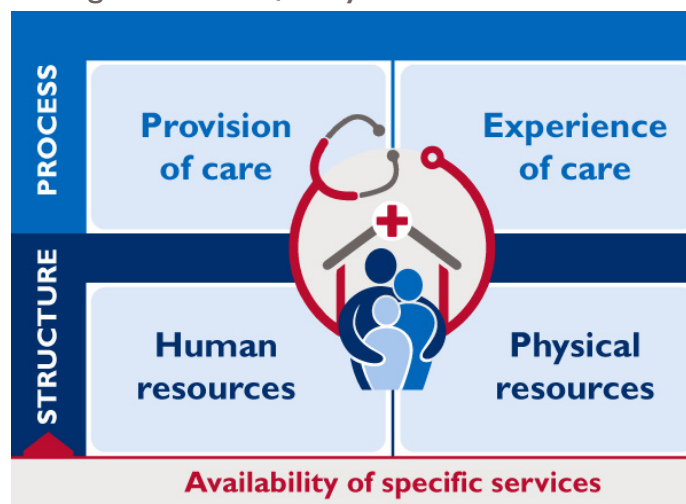 PROCESS
Provision
of care
Experience
of care
STRUCTURE
Human
resources
Physical
resources
Availability of specific services